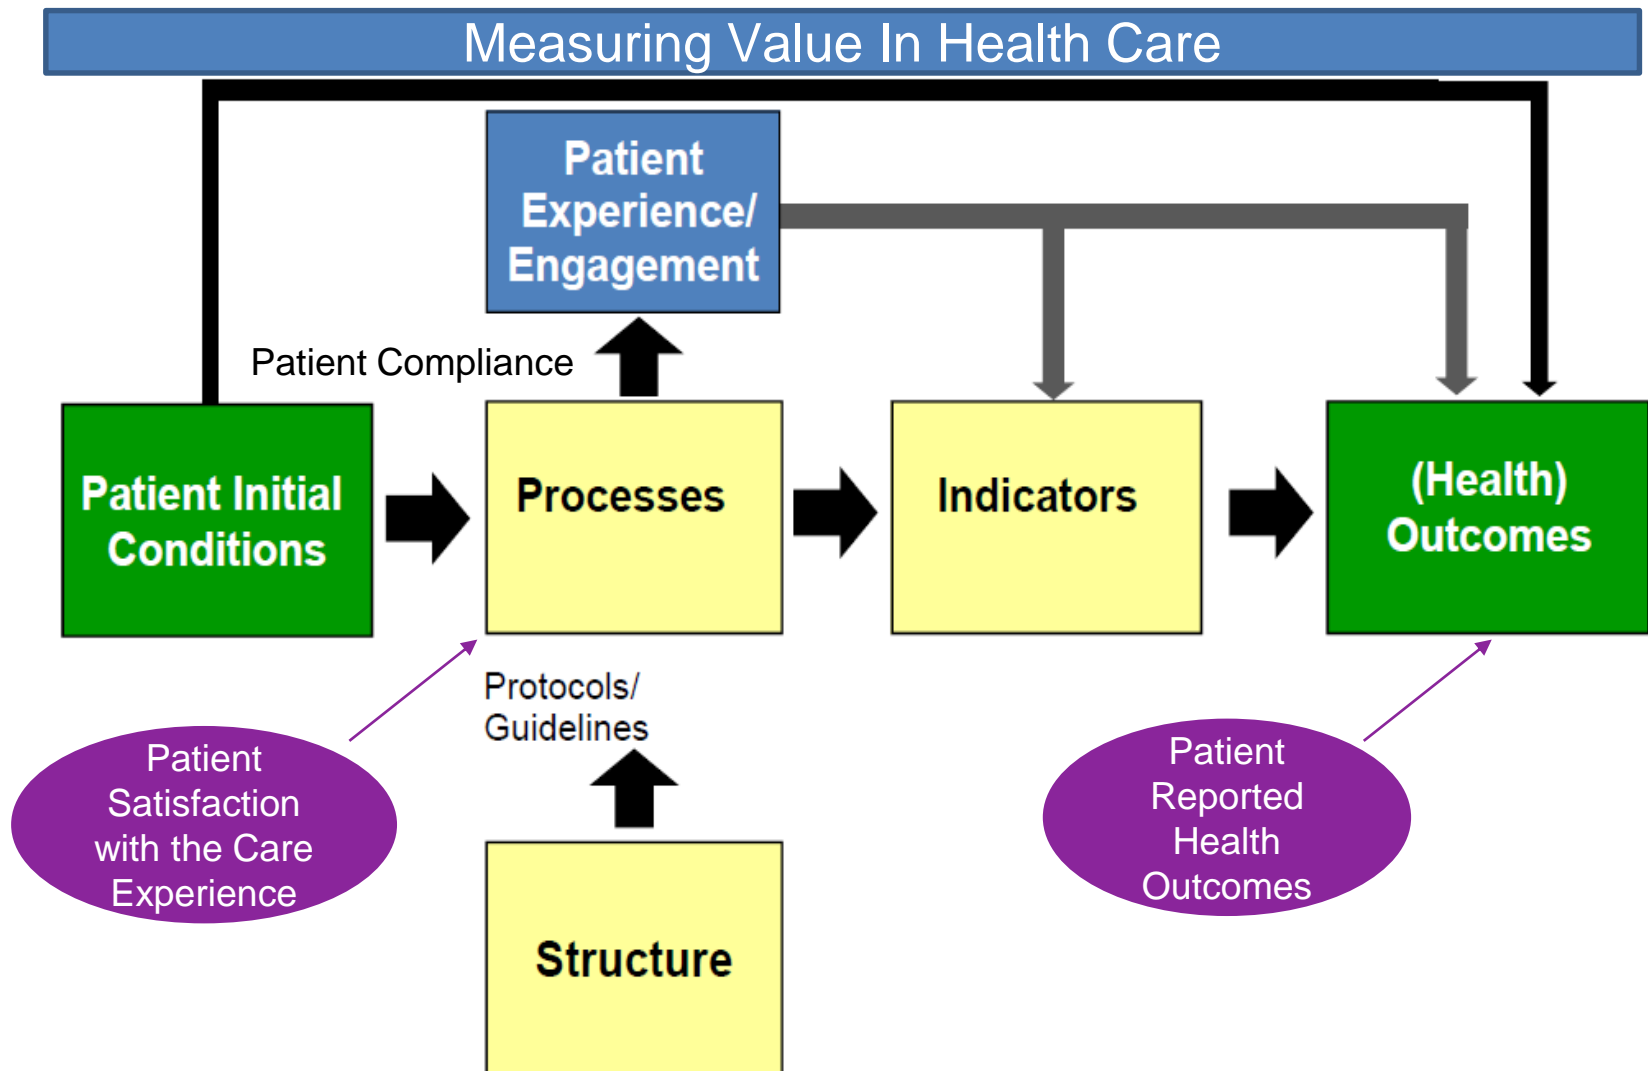 Measuring Value In Health Care
Patient
Experience/
Engagement
Patient Compliance
Patient Initial
Conditions
Processes
Indicators
(Health)
Outcomes
Protocols/
Guidelines
Patient
Satisfaction
with the Care
Experience
Patient
Reported
Health
Outcomes
Structure